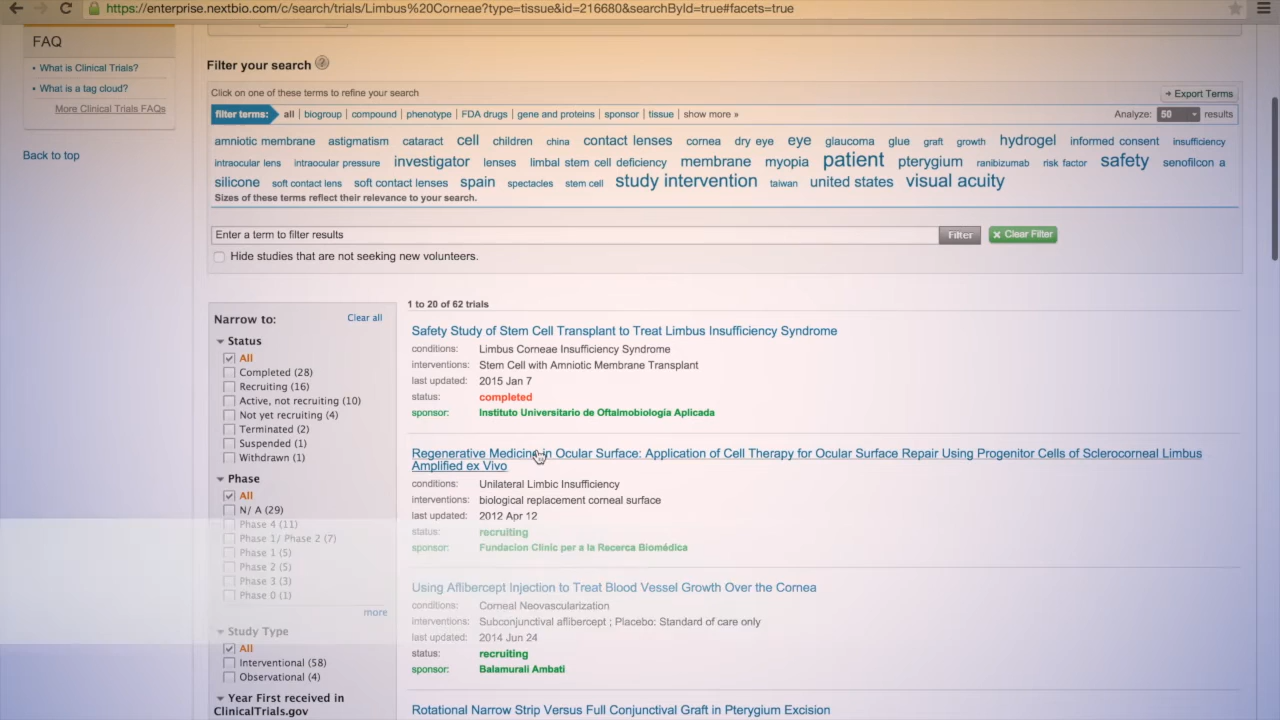 https://enterprise.nextbio.com/c/search/trials/Limbus%20Corneae?type=tissue&id=216680&searchById=true#facets=true
FAQ
• What is Clinical Trials?
• What is a tag cloud?
More Clinical Trials FAQs
Back to top
Filter your search ?
Click on one of these terms to refine your search
→ Export Terms
filter terms: all | biogroup | compound | phenotype | FDA drugs | gene and proteins | sponsor | tissue | show more »
Analyze: 50 results
amniotic membrane astigmatism cataract cell children china contact lenses cornea dry eye eye glaucoma glue graft growth hydrogel informed consent insufficiency
intraocular lens intraocular pressure investigator lenses limbal stem cell deficiency membrane myopia patient pterygium ranibizumab risk factor safety senofilcon a
silicone soft contact lens soft contact lenses spain spectacles stem cell study intervention taiwan united states visual acuity
Sizes of these terms reflect their relevance to your search.
Enter a term to filter results
Filter
× Clear Filter
Hide studies that are not seeking new volunteers.
Narrow to:
Clear all
Status
All
Completed (28)
Recruiting (16)
Active, not recruiting (10)
Not yet recruiting (4)
Terminated (2)
Suspended (1)
Withdrawn (1)
Phase
All
N/ A (29)
Phase 4 (11)
Phase 1/ Phase 2 (7)
Phase 1 (5)
Phase 2 (5)
Phase 3 (3)
Phase 0 (1)
more
Study Type
All
Interventional (58)
Observational (4)
Year First received in
ClinicalTrials.gov
1 to 20 of 62 trials
Safety Study of Stem Cell Transplant to Treat Limbus Insufficiency Syndrome
conditions: Limbus Corneae Insufficiency Syndrome
interventions: Stem Cell with Amniotic Membrane Transplant
last updated: 2015 Jan 7
status: completed
sponsor: Instituto Universitario de Oftalmobiología Aplicada
Regenerative Medicine in Ocular Surface: Application of Cell Therapy for Ocular Surface Repair Using Progenitor Cells of Sclerocorneal Limbus
Amplified ex Vivo
conditions: Unilateral Limbic Insufficiency
interventions: biological replacement corneal surface
last updated: 2012 Apr 12
status: recruiting
sponsor: Fundacion Clinic per a la Recerca Biomédica
Using Aflibercept Injection to Treat Blood Vessel Growth Over the Cornea
conditions: Corneal Neovascularization
interventions: Subconjunctival aflibercept ; Placebo: Standard of care only
last updated: 2014 Jun 24
status: recruiting
sponsor: Balamurali Ambati
Rotational Narrow Strip Versus Full Conjunctival Graft in Pterygium Excision